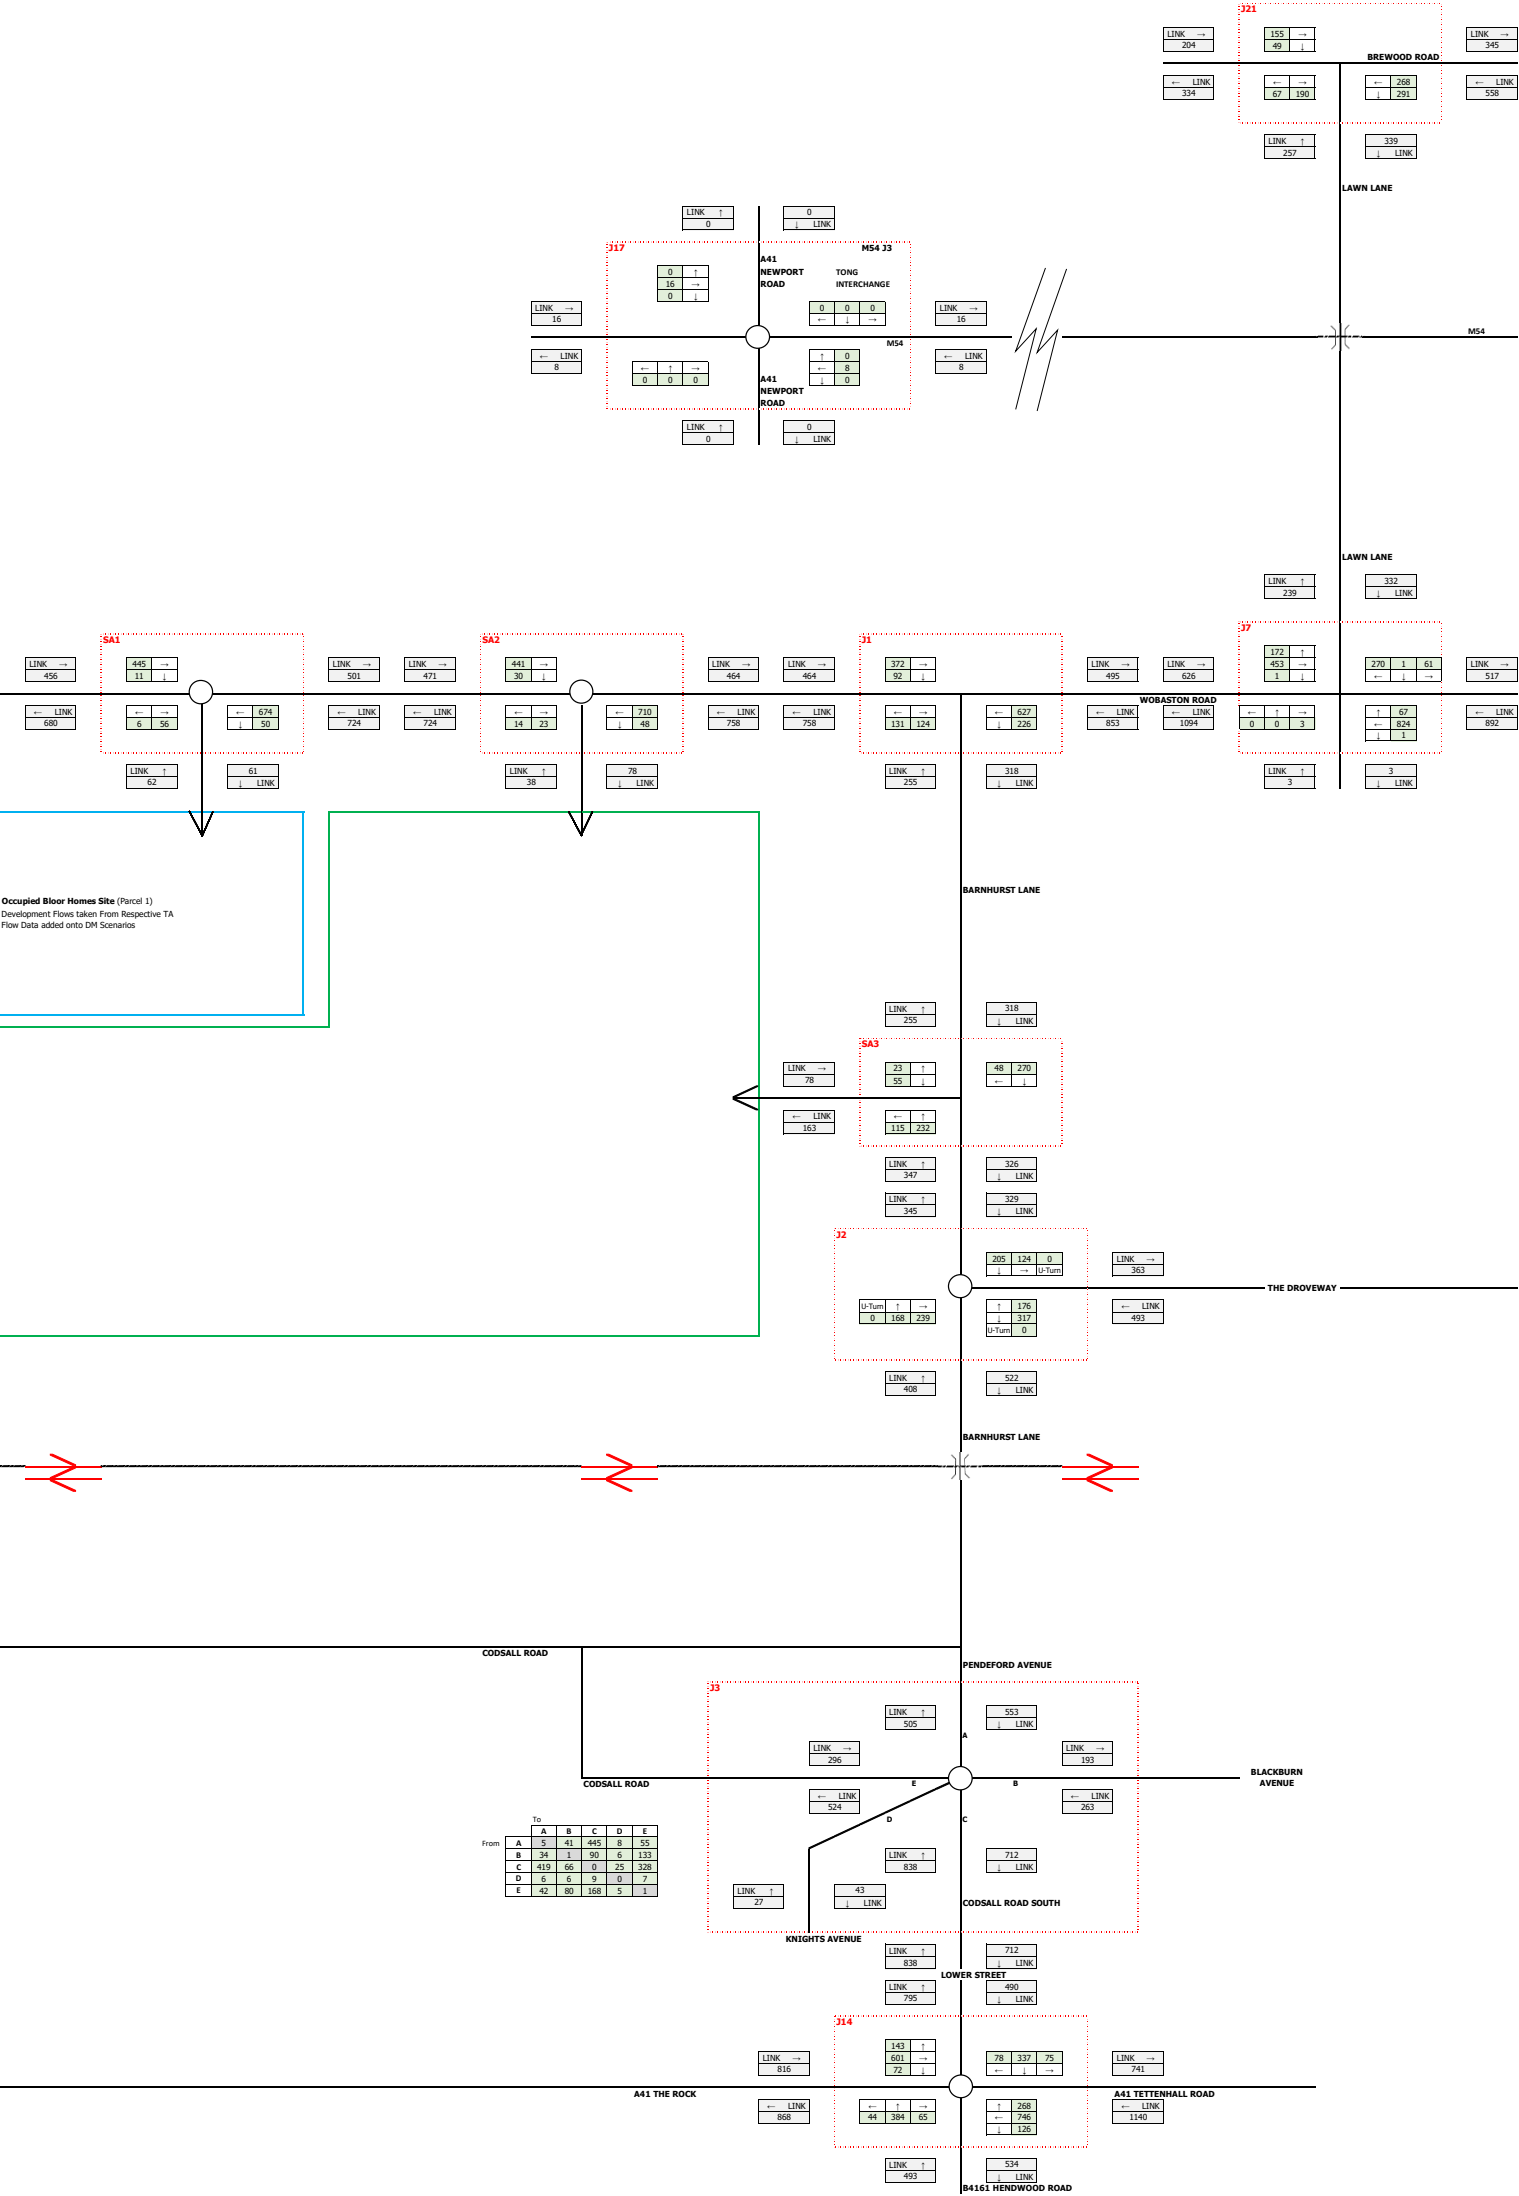 J21
LINK → 155 → LINK →
204 49 ↓ 345
BREWOOD ROAD
← LINK ← → ← 268 ← LINK
334 67 190 ↓ 291 558
LINK ↑ 339
257 ↓ LINK
LAWN LANE
LINK ↑ 0
0 ↓ LINK
J17 M54 J3
A41
0 ↑ NEWPORT TONG
16 → ROAD INTERCHANGE
0 ↓
LINK → 0 0 0 LINK →
16 ← ↓ → 16
M54
M54
← LINK ↑ 0 ← LINK
8 ← ↑ → ← 8 8
0 0 0 ↓ 0
A41
NEWPORT
ROAD
LINK ↑ 0
0 ↓ LINK
LAWN LANE
LINK ↑ 332
239 ↓ LINK
J7
SA1 SA2 J1
172 ↑
LINK → 445 → LINK → LINK → 441 → LINK → LINK → 372 → LINK → LINK → 453 → 270 1 61 LINK →
456 11 ↓ 501 471 30 ↓ 464 464 92 ↓ 495 626 1 ↓ ← ↓ → 517
WOBASTON ROAD
← LINK ← → ← 674 ← LINK ← LINK ← → ← 710 ← LINK ← LINK ← → ← 627 ← LINK ← LINK ← ↑ → ↑ 67 ← LINK
680 6 56 ↓ 50 724 724 14 23 ↓ 48 758 758 131 124 ↓ 226 853 1094 0 0 3 ← 824 892
↓ 1
LINK ↑ 61 LINK ↑ 78 LINK ↑ 318 LINK ↑ 3
62 ↓ LINK 38 ↓ LINK 255 ↓ LINK 3 ↓ LINK
BARNHURST LANE
Occupied Bloor Homes Site (Parcel 1)
Development Flows taken From Respective TA
Flow Data added onto DM Scenarios
LINK ↑ 318
255 ↓ LINK
SA3
LINK → 23 ↑ 48 270
78 55 ↓ ← ↓
← LINK ← ↑
163 115 232
LINK ↑ 326
347 ↓ LINK
LINK ↑ 329
345 ↓ LINK
J2
205 124 0 LINK →
↓ → U-Turn 363
THE DROVEWAY
U-Turn ↑ → ↑ 176 ← LINK
0 168 239 ↓ 317 493
U-Turn 0
LINK ↑ 522
408 ↓ LINK
BARNHURST LANE
CODSALL ROAD
PENDEFORD AVENUE
J3
LINK ↑ 553
505 ↓ LINK
A
LINK → LINK →
296 193
BLACKBURN
AVENUE
CODSALL ROAD E B
← LINK ← LINK
524 263
D C
To
A B C D E
From A 5 41 445 8 55
B 34 1 90 6 133
C 419 66 0 25 328
D 6 6 9 0 7
E 42 80 168 5 1
LINK ↑ 712
838 ↓ LINK
LINK ↑ 43
27 ↓ LINK
CODSALL ROAD SOUTH
KNIGHTS AVENUE
LINK ↑ 712
838 ↓ LINK
LOWER STREET
LINK ↑ 490
795 ↓ LINK
J14
143 ↑
LINK → 601 → 78 337 75 LINK →
816 72 ↓ ← ↓ → 741
A41 THE ROCK A41 TETTENHALL ROAD
← LINK ← ↑ → ↑ 268 ← LINK
868 44 384 65 ← 746 1140
↓ 126
LINK ↑ 534
493 ↓ LINK
B4161 HENDWOOD ROAD